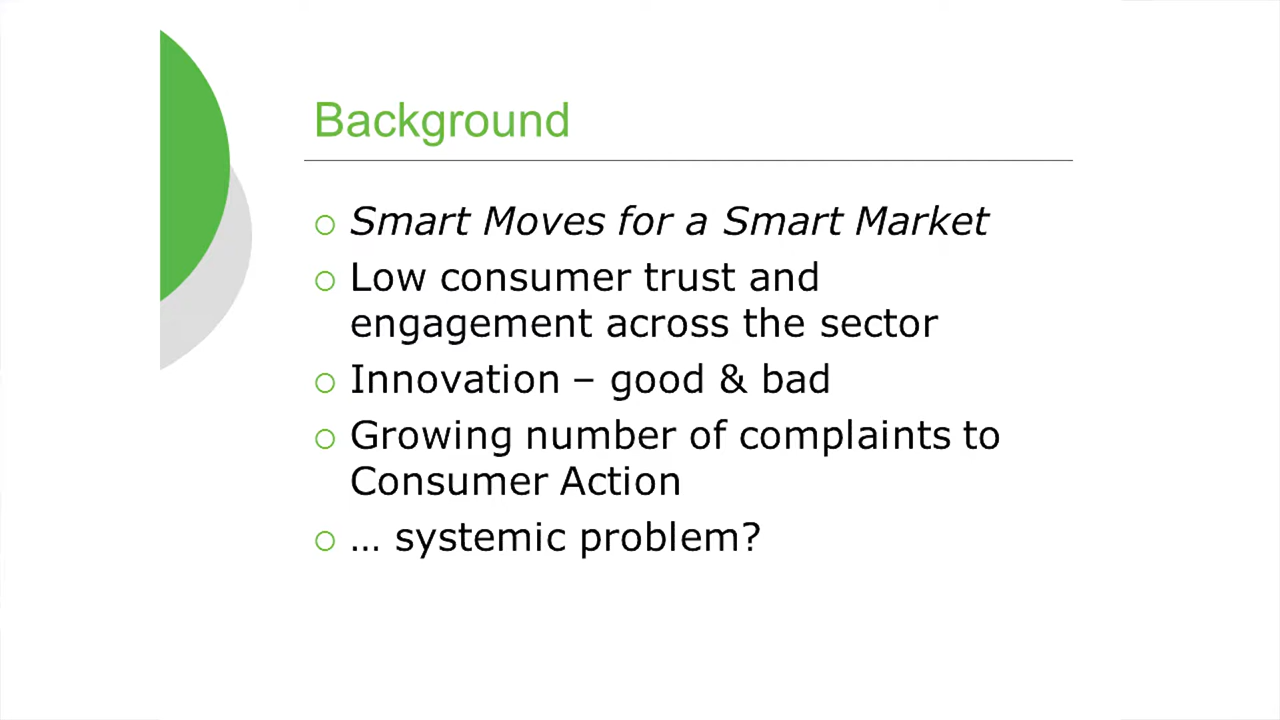 Background
Smart Moves for a Smart Market
Low consumer trust and
engagement across the sector
Innovation – good & bad
Growing number of complaints to
Consumer Action
… systemic problem?